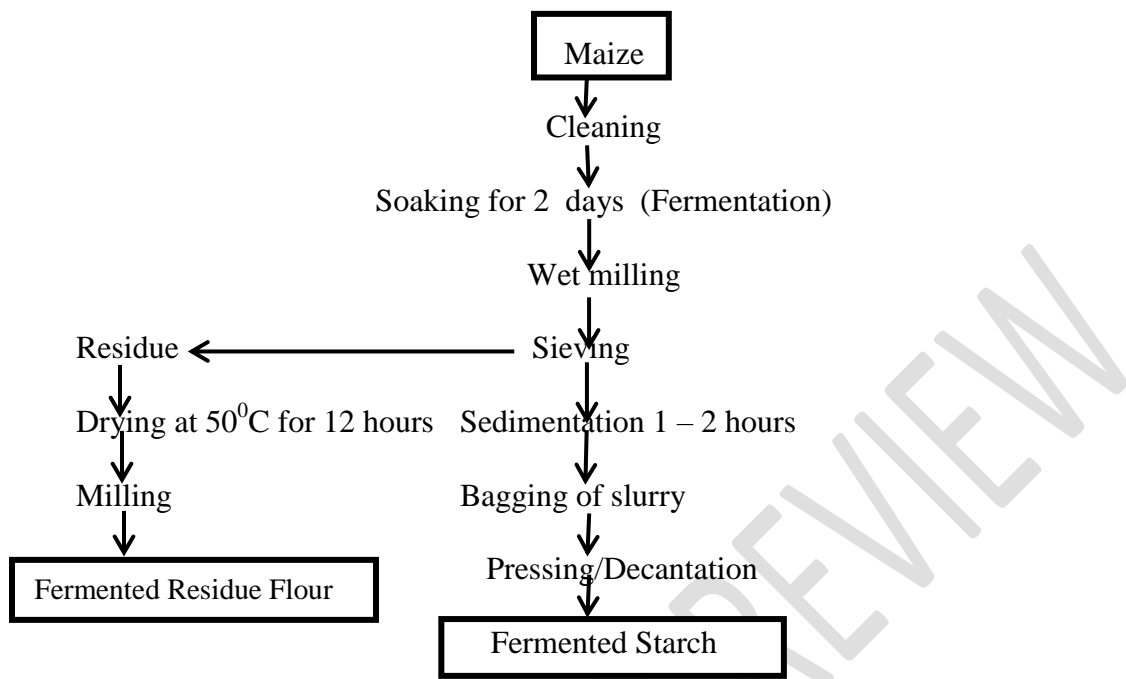 Maize
Cleaning
Soaking for 2 days (Fermentation)
Wet milling
Residue Sieving
Drying at 50⁰C for 12 hours Sedimentation 1 – 2 hours
Milling Bagging of slurry
Pressing/Decantation
Fermented Residue Flour
Fermented Starch
REVIEW